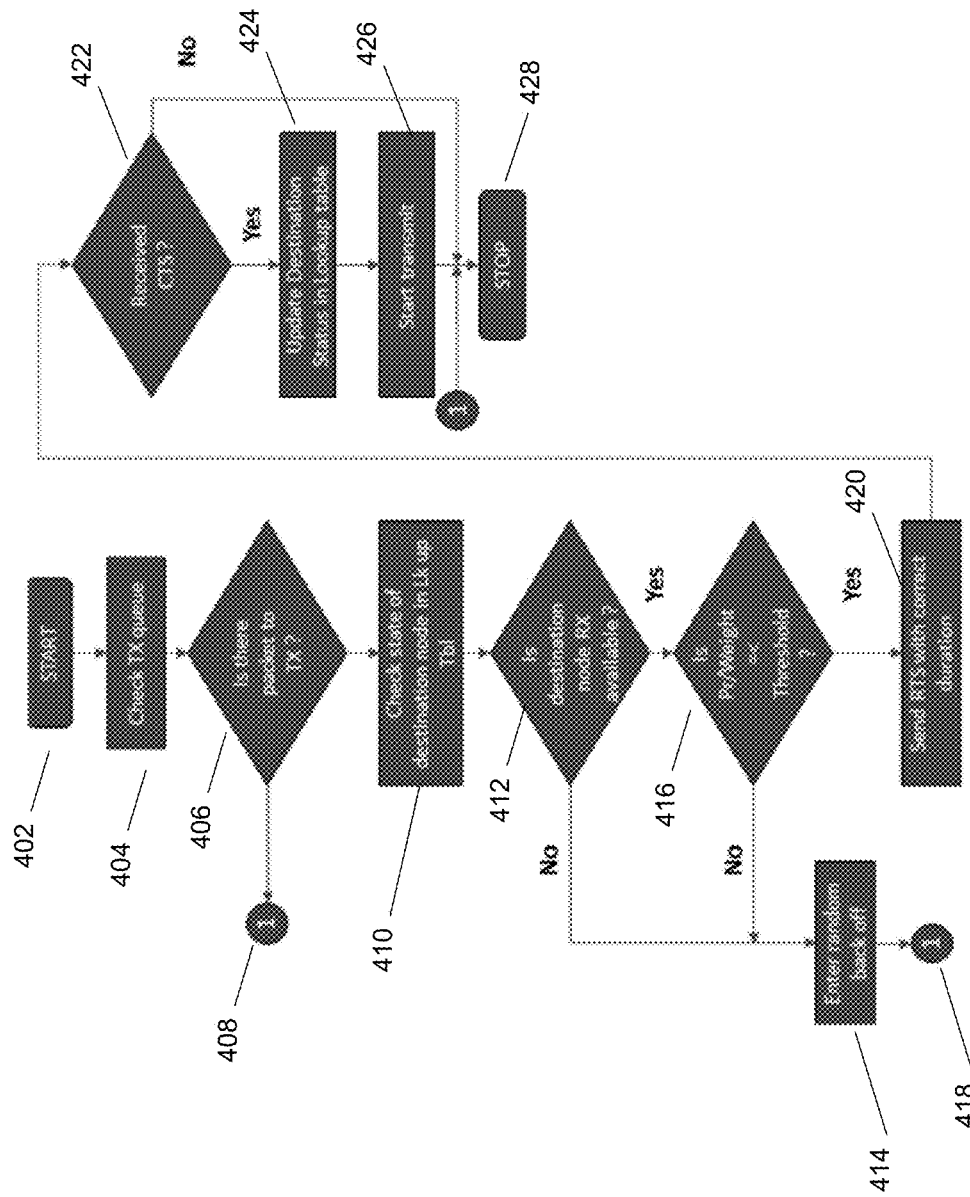 402
START
404
Check TX queue
406
Is there
packet to
TX ?
408
1
410
Check state of
destination node in Lk up
Tbl
412
Is
destination
node RX
available ?
No
Yes
416
Is
Threshold
?
No
Yes
414
Enter random
back off
418
1
420
Send RTS with correct
duration
422
Received
CTS ?
No
Yes
424
Update Destination
Status in Lookup table
426
Start transmit
1
428
STOP